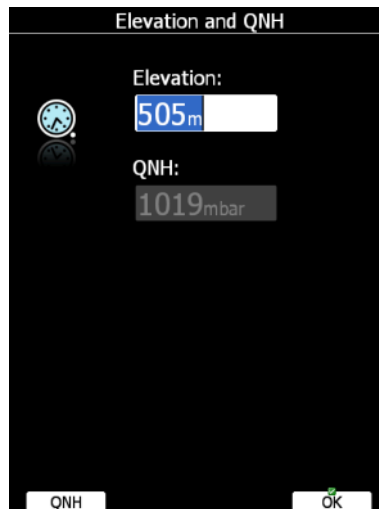 Elevation and QNH
Elevation:
505m
QNH:
1019mbar
QNH
OK